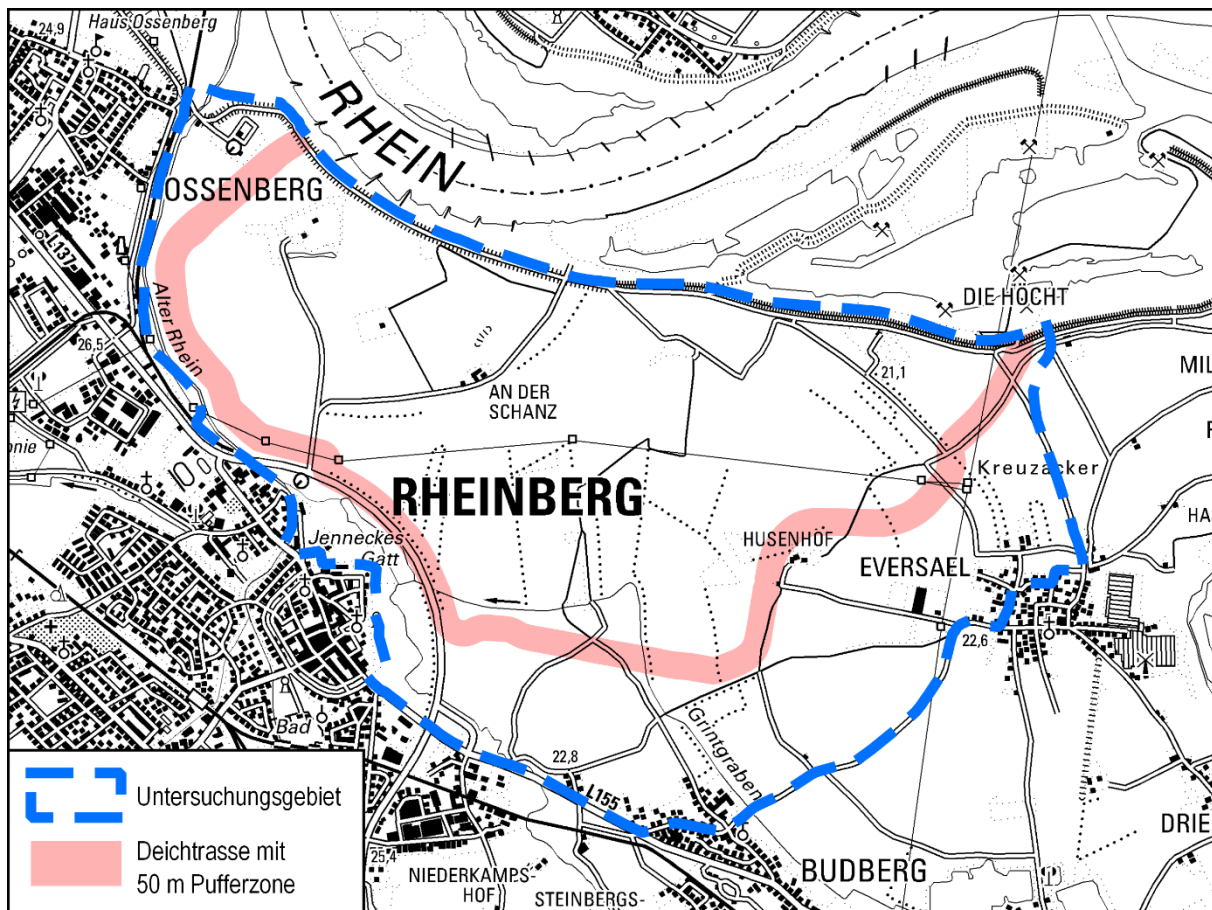 Haus Ossenberg
24,9
RHEIN
OSSENBERG
L137
Alter Rhein
26,5
DIE HOCHT
MIL
21,1
AN DER
SCHANZ
onie
Kreuzäcker
RHEINBERG
HA
Jenneckes
Gatt
HUSENHOF
EVERSAEL
22,6
Bad
Grintgraben
22,8
L155
DRIE
25,4
BUDBERG
NIEDERKAMPS-
HOF
STEINBERGS-
Untersuchungsgebiet
Deichtrasse mit
50 m Pufferzone